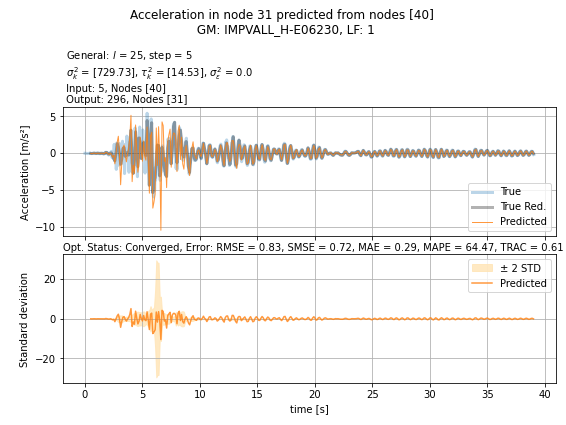 Acceleration in node 31 predicted from nodes [40]
GM: IMPVALL_H-E06230, LF: 1
General: l = 25, step = 5
σ²ₖ = [729.73], τ²ₖ = [14.53], σ²ε = 0.0
Input: 5, Nodes [40]
Output: 296, Nodes [31]
Acceleration [m/s²]
5
0
−5
−10
True
True Red.
Predicted
Opt. Status: Converged, Error: RMSE = 0.83, SMSE = 0.72, MAE = 0.29, MAPE = 64.47, TRAC = 0.61
Standard deviation
20
0
−20
± 2 STD
Predicted
0 5 10 15 20 25 30 35 40
time [s]